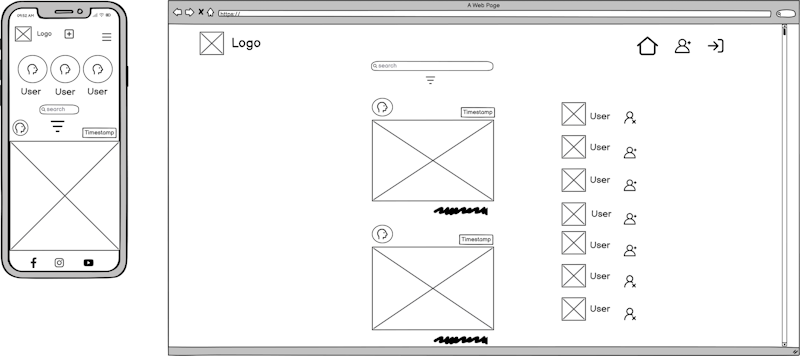 09:52 AM
Logo
User User User
search
Timestamp
A Web Page
https://
Logo
search
Timestamp
Timestamp
User
User
User
User
User
User
User